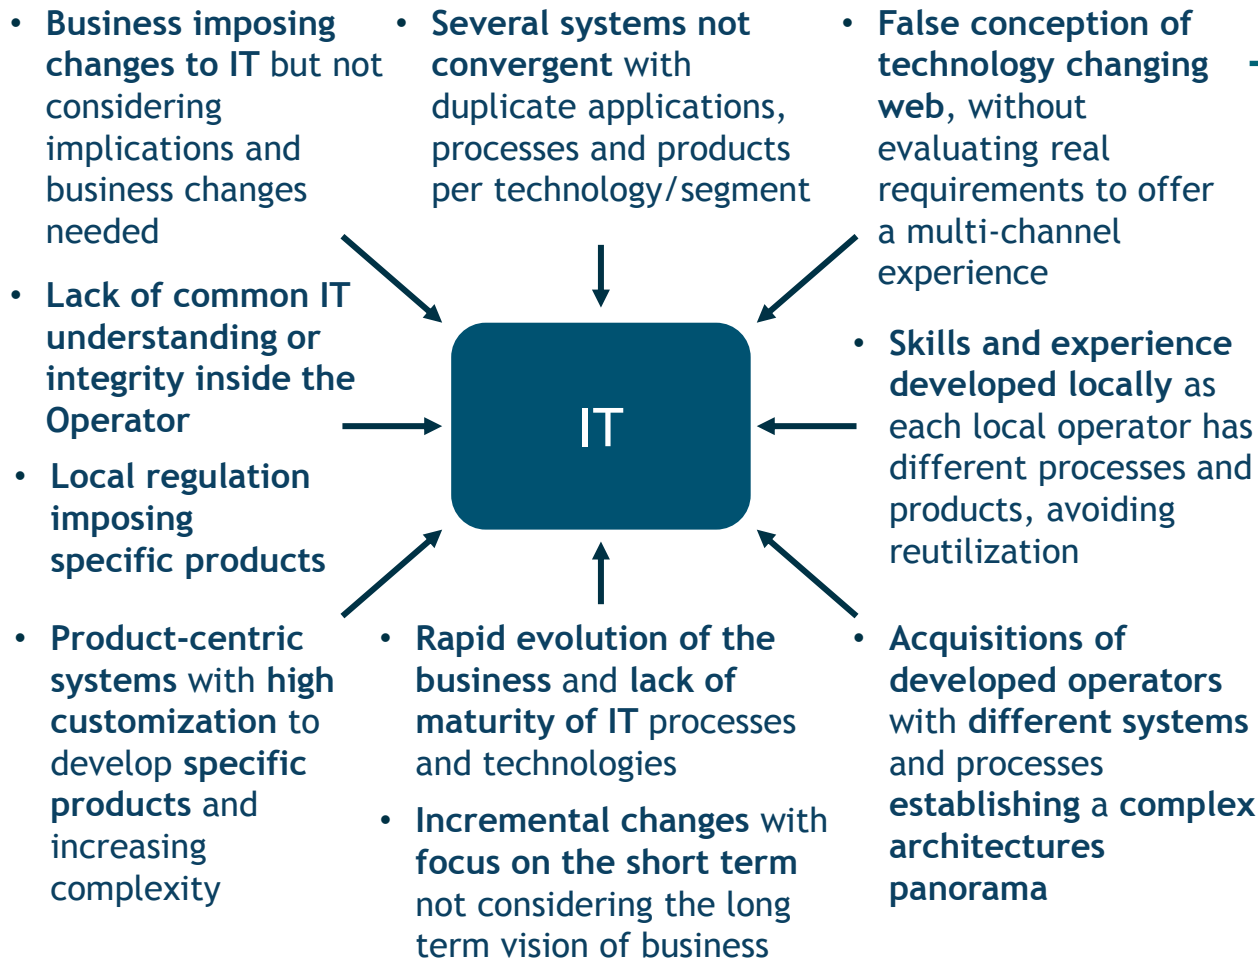 • Business imposing
changes to IT but not
considering
implications and
business changes
needed
• Several systems not
convergent with
duplicate applications,
processes and products
per technology/segment
• False conception of
technology changing
web, without
evaluating real
requirements to offer
a multi-channel
experience
• Lack of common IT
understanding or
integrity inside the
Operator
• Local regulation
imposing
specific products
IT
• Skills and experience
developed locally as
each local operator has
different processes and
products, avoiding
reutilization
• Product-centric
systems with high
customization to
develop specific
products and
increasing
complexity
• Rapid evolution of the
business and lack of
maturity of IT processes
and technologies
• Incremental changes with
focus on the short term
not considering the long
term vision of business
• Acquisitions of
developed operators
with different systems
and processes
establishing a complex
architectures
panorama